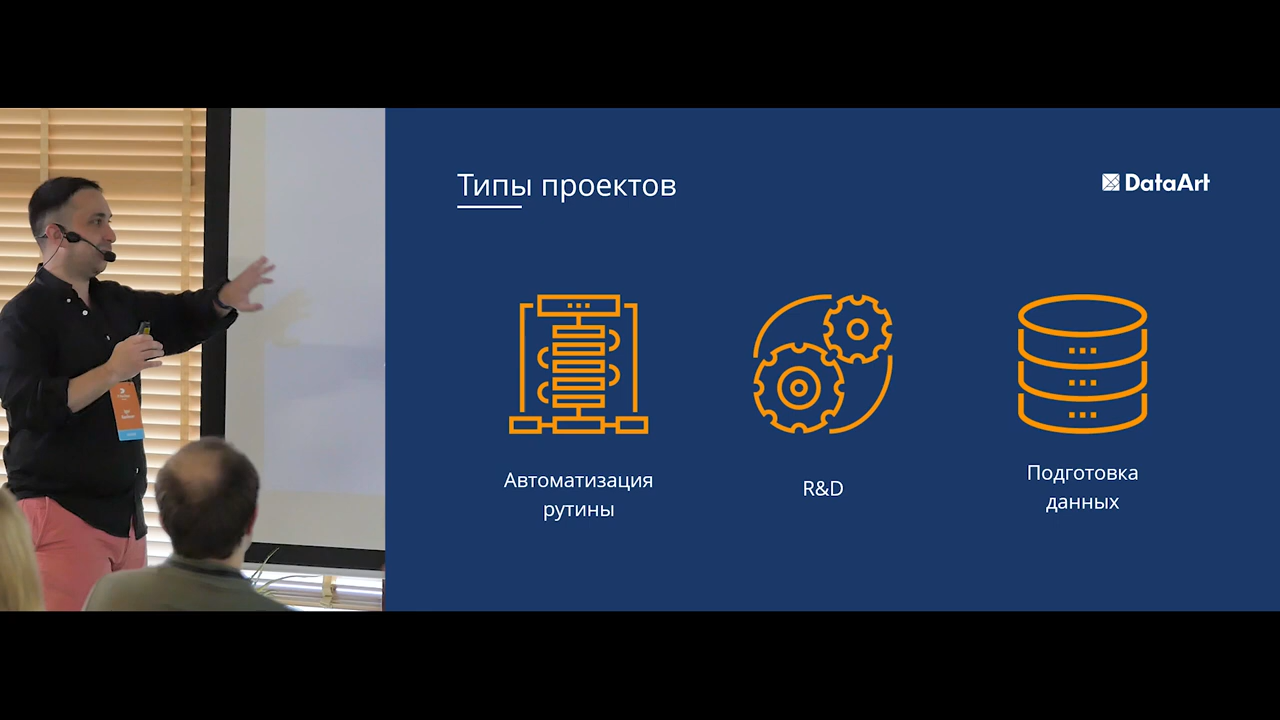 Типы проектов
DataArt
Автоматизация
рутины
R&D
Подготовка
данных